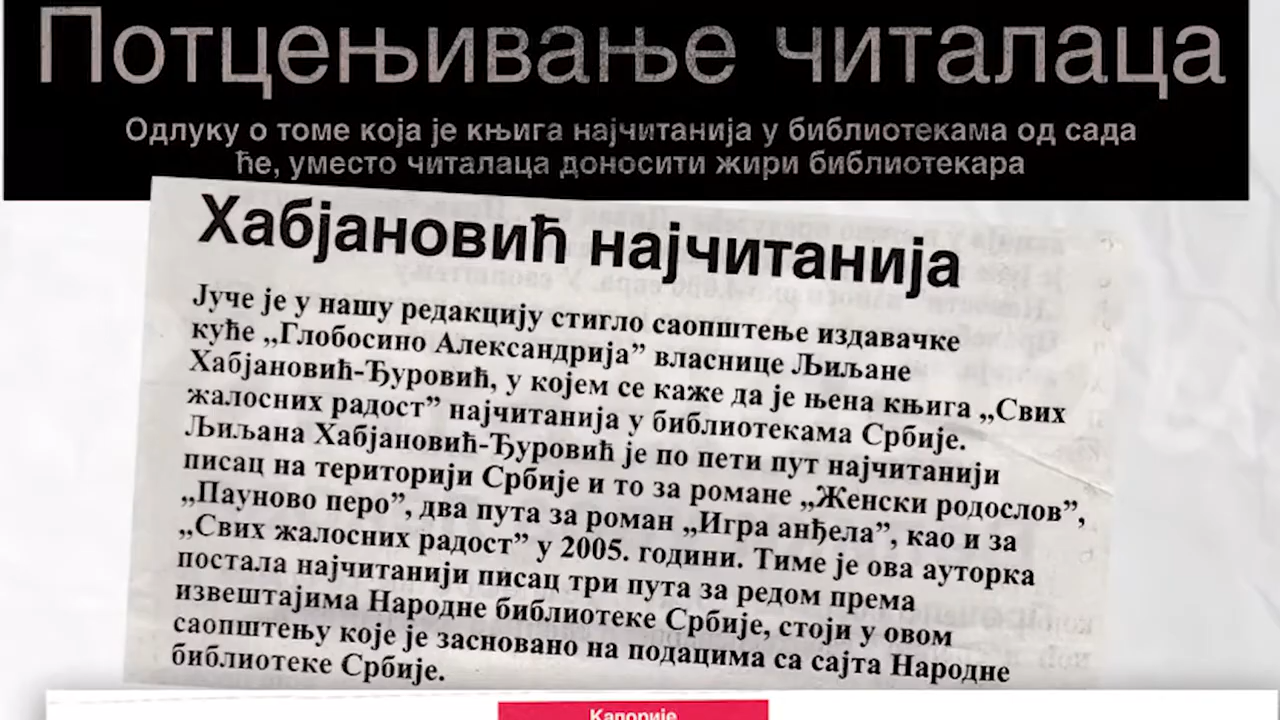 Потцењивање читалаца
Одлуку о томе која је књига најчитанија у библиотекама од сада
ће, уместо читалаца доносити жири библиотекара
Хабјановић најчитанија
Јуче је у нашу редакцију стигло саопштење издавачке
куће „Глобосино Александрија” власнице Љиљане
Хабјановић-Ђуровић, у којем се каже да је њена књига „Свих
жалосних радост” најчитанија у библиотекама Србије.
Љиљана Хабјановић-Ђуровић је по пети пут најчитанији
писац на територији Србије и то за романе „Женски родослов”,
„Пауново перо”, два пута за роман „Игра анђела”, као и за
„Свих жалосних радост” у 2005. години. Тиме је ова ауторка
постала најчитанији писац три пута за редом према
извештајима Народне библиотеке Србије, стоји у овом
саопштењу које је засновано на подацима са сајта Народне
библиотеке Србије.
Капорије